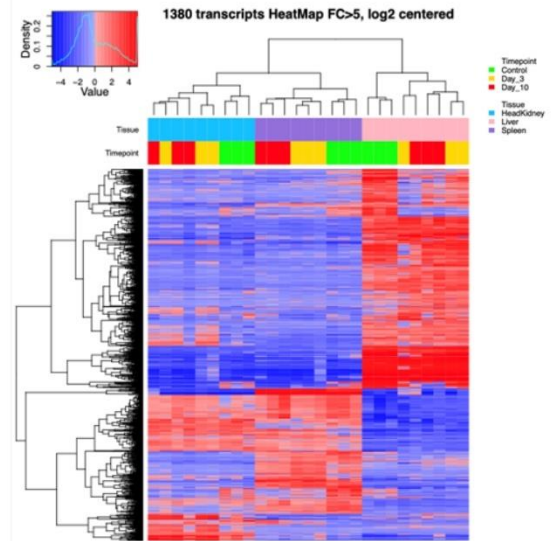 1380 transcripts HeatMap FC>5, log2 centered
Density
0 0.1 0.2
-4 -2 0 2 4
Value
Timepoint
Control
Day_3
Day_10
Tissue
HeadKidney
Liver
Spleen
Tissue
Timepoint